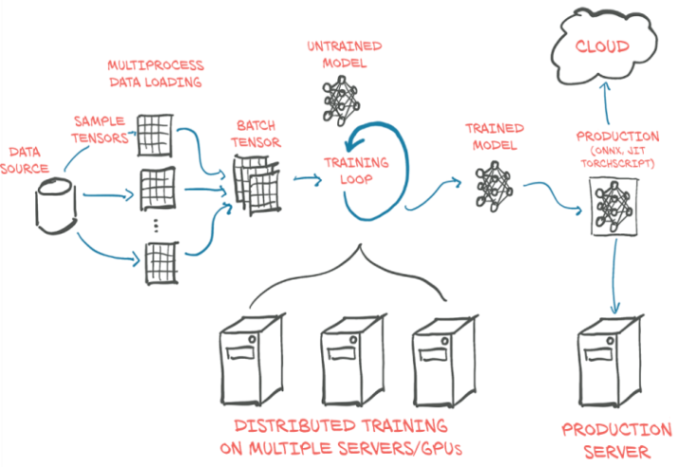 MULTIPROCESS
DATA LOADING
UNTRAINED
MODEL
CLOUD
DATA
SOURCE
SAMPLE
TENSORS
BATCH
TENSOR
TRAINING
LOOP
TRAINED
MODEL
PRODUCTION
(ONNX, JIT
TORCHSCRIPT)
...
DISTRIBUTED TRAINING
ON MULTIPLE SERVERS/GPUs
PRODUCTION
SERVER